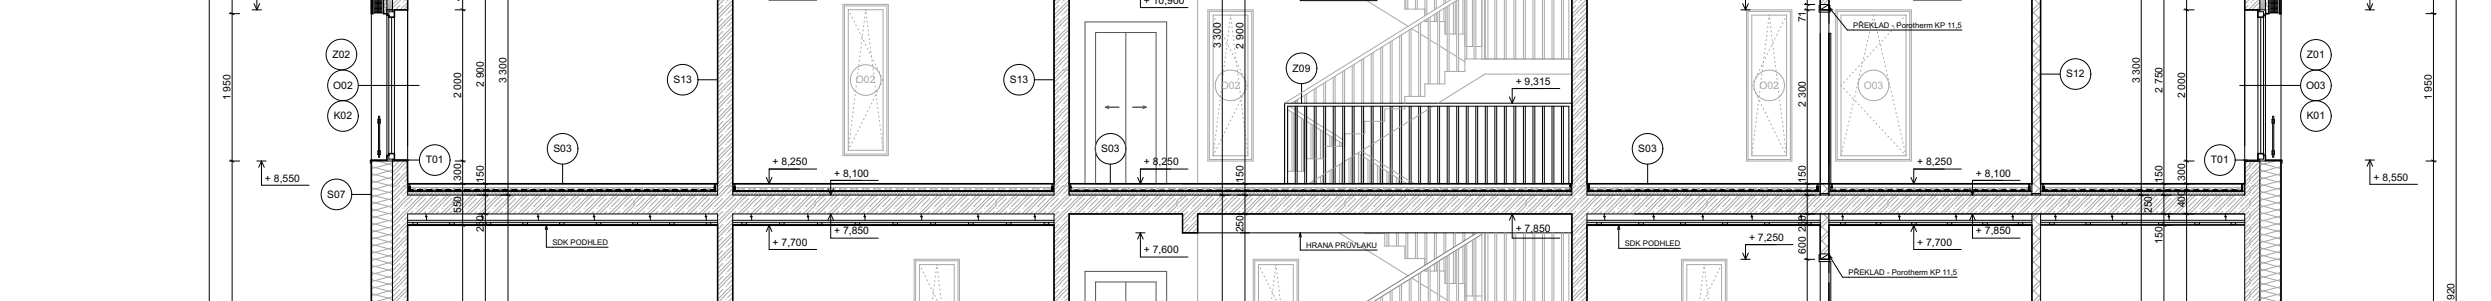 + 10,900
71
PŘEKLAD - Porotherm KP 11,5
Z02
O02
K02
1 950
2 000
2 900
3 300
S13
O02
S13
3 300
2 900
O02
Z09
+ 9,315
O02
2 300
O03
S12
3 300
2 750
2 000
Z01
O03
K01
1 950
T01
S03
S03
S03
T01
+ 8,550
S07
300
150
+ 8,250
+ 8,100
+ 8,250
150
150
+ 8,250
+ 8,100
150
300
+ 8,550
550
250
400
+ 7,850
SDK PODHLED
+ 7,700
+ 7,600
250
HRANA PRŮVLAKU
+ 7,850
SDK PODHLED
+ 7,250
600
+ 7,700
+ 7,850
150
PŘEKLAD - Porotherm KP 11,5
920